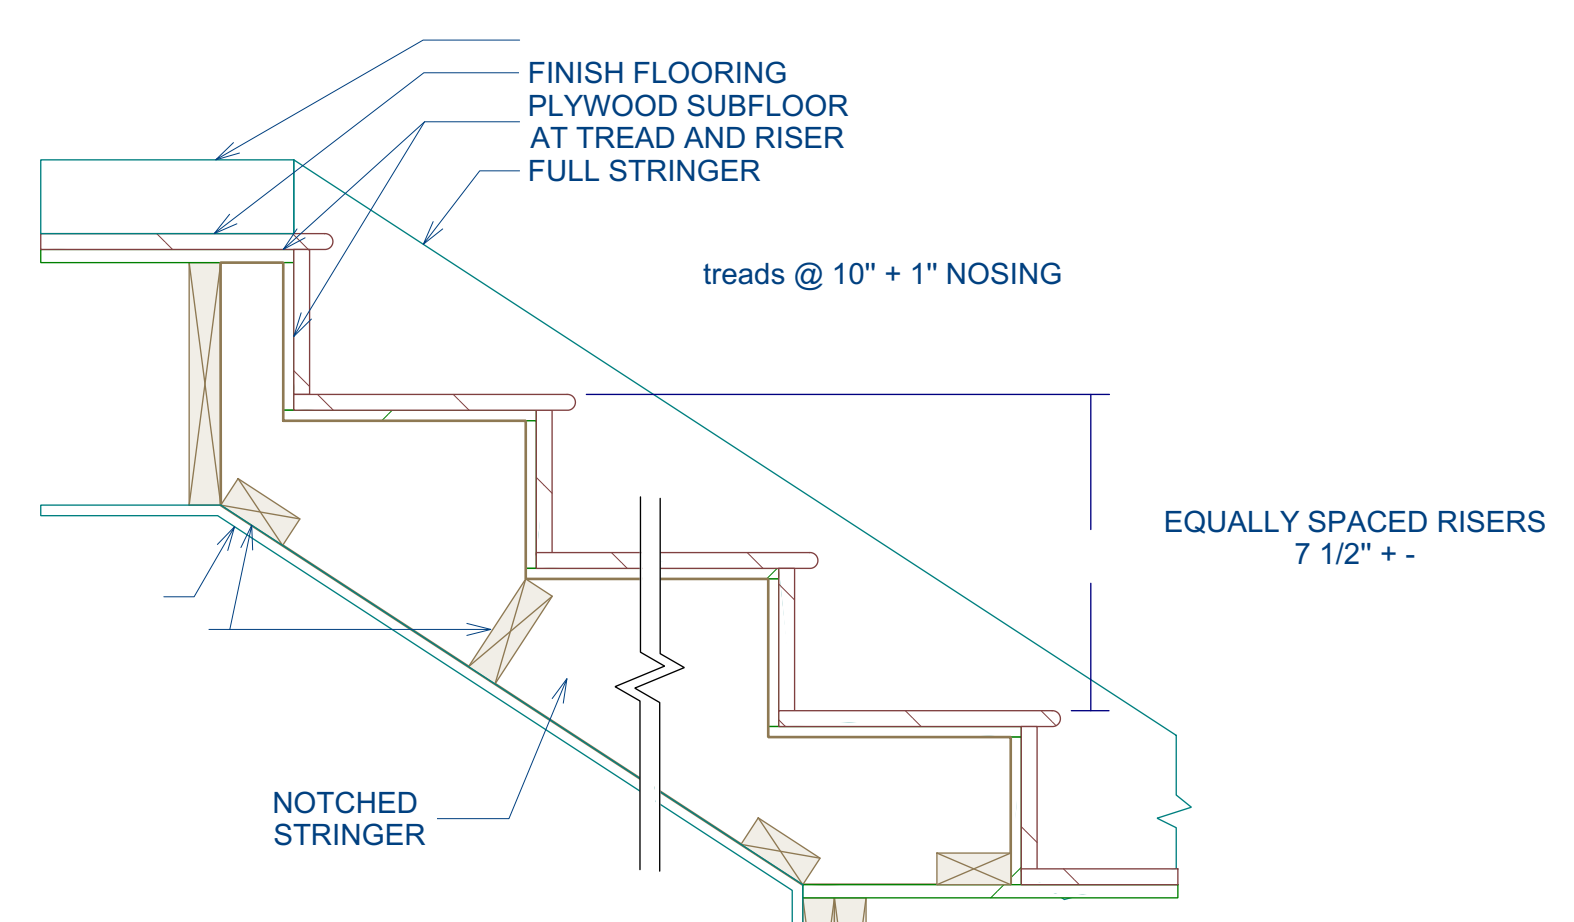 FINISH FLOORING
PLYWOOD SUBFLOOR
AT TREAD AND RISER
FULL STRINGER
treads @ 10" + 1" NOSING
EQUALLY SPACED RISERS
7 1/2" + -
NOTCHED
STRINGER